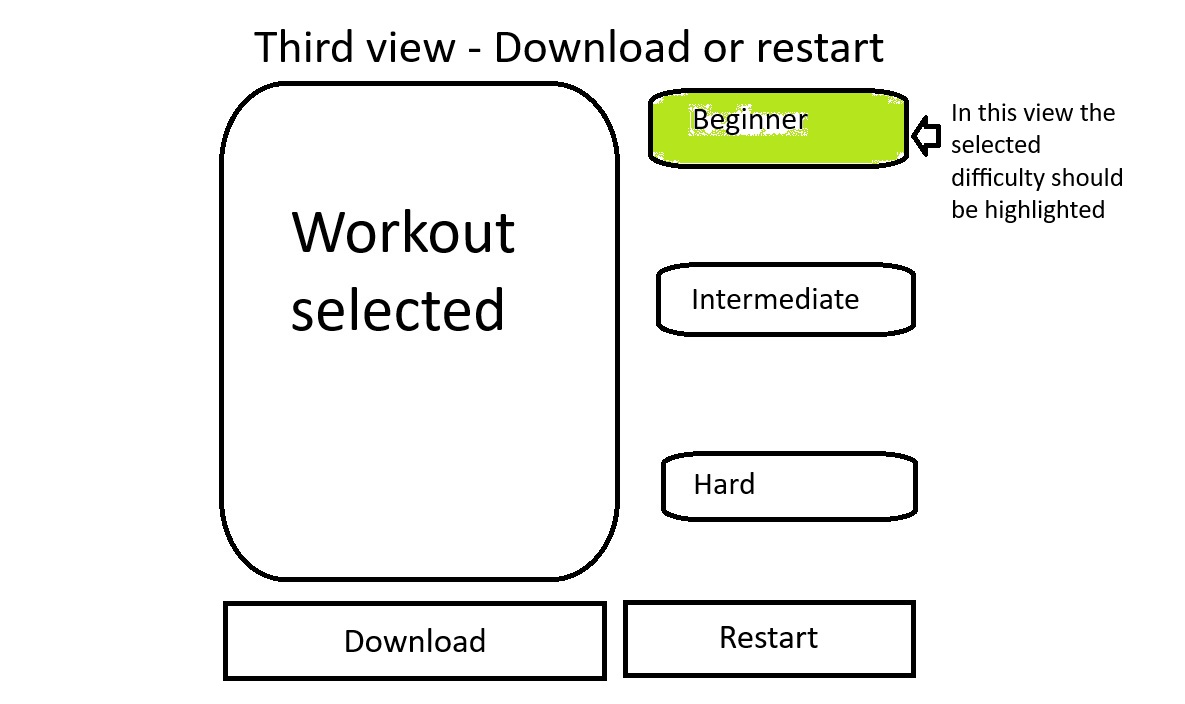 Third view - Download or restart
Beginner
In this view the
selected
difficulty should
be highlighted
Workout
selected
Intermediate
Hard
Download
Restart